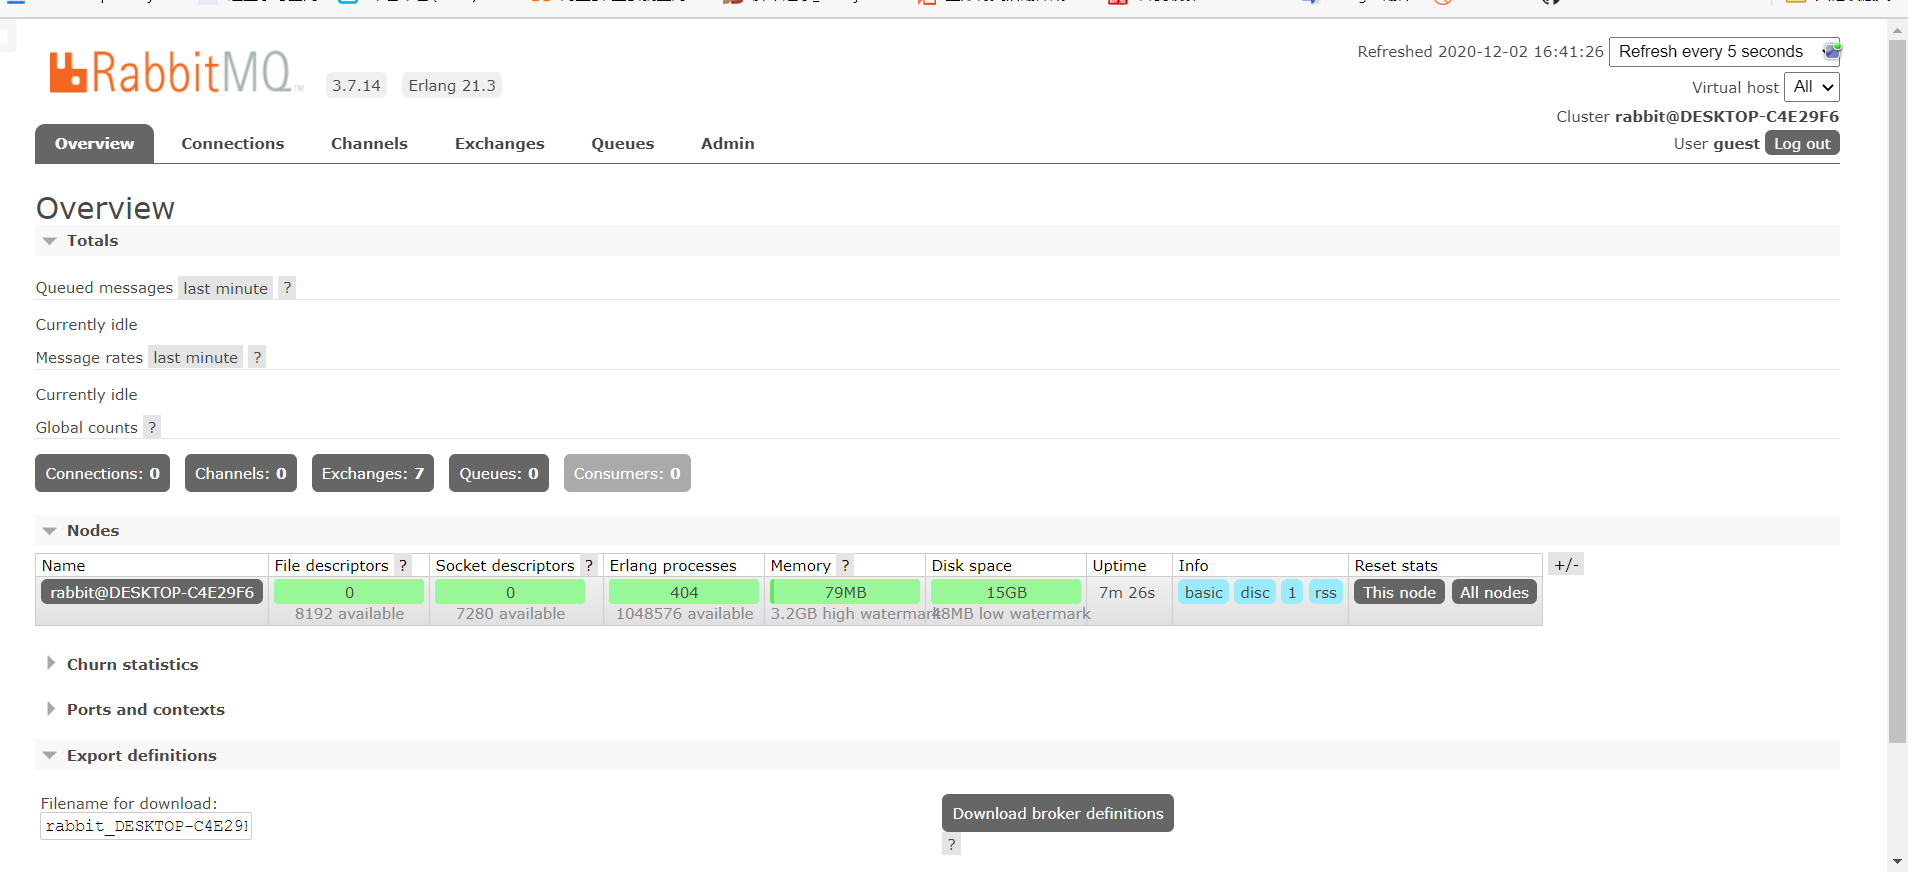 RabbitMQ TM 3.7.14 Erlang 21.3
Refreshed 2020-12-02 16:41:26 Refresh every 5 seconds
Virtual host All
Cluster rabbit@DESKTOP-C4E29F6
User guest Log out
Overview Connections Channels Exchanges Queues Admin
Overview
Totals
Queued messages last minute ?
Currently idle
Message rates last minute ?
Currently idle
Global counts ?
Connections: 0 Channels: 0 Exchanges: 7 Queues: 0 Consumers: 0
Nodes
Name File descriptors ? Socket descriptors ? Erlang processes Memory ? Disk space Uptime Info Reset stats +/-
rabbit@DESKTOP-C4E29F6 0 0 404 79MB 15GB 7m 26s basic disc 1 rss This node All nodes
8192 available 7280 available 1048576 available 3.2GB high watermark 48MB low watermark
Churn statistics
Ports and contexts
Export definitions
Filename for download:
rabbit_DESKTOP-C4E29
Download broker definitions
?